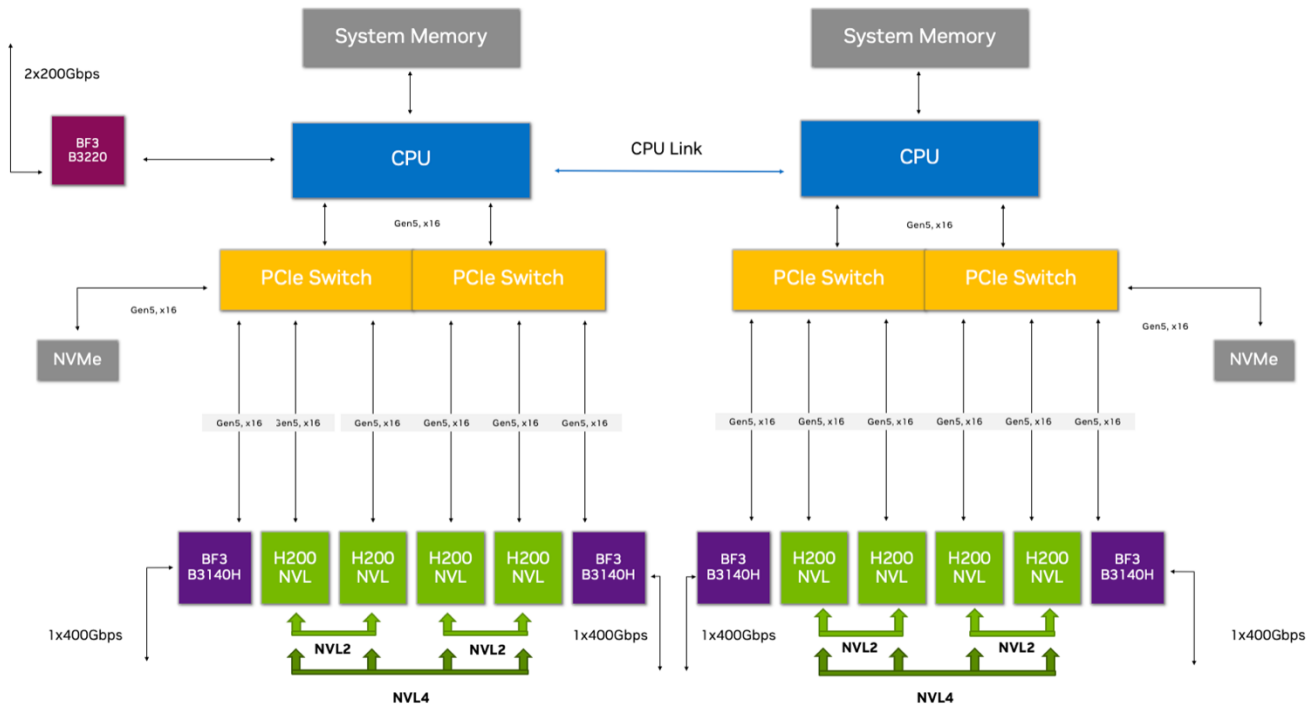 System Memory
System Memory
2x200Gbps
BF3
B3220
CPU
CPU Link
CPU
Gen5, x16
Gen5, x16
PCIe Switch
PCIe Switch
PCIe Switch
PCIe Switch
Gen5, x16
Gen5, x16
NVMe
NVMe
Gen5, x16
Gen5, x16
Gen5, x16
Gen5, x16
Gen5, x16
Gen5, x16
Gen5, x16
Gen5, x16
Gen5, x16
Gen5, x16
Gen5, x16
Gen5, x16
BF3
B3140H
H200
NVL
H200
NVL
H200
NVL
H200
NVL
BF3
B3140H
BF3
B3140H
H200
NVL
H200
NVL
H200
NVL
H200
NVL
BF3
B3140H
1x400Gbps
1x400Gbps
1x400Gbps
1x400Gbps
NVL2
NVL2
NVL2
NVL2
NVL4
NVL4